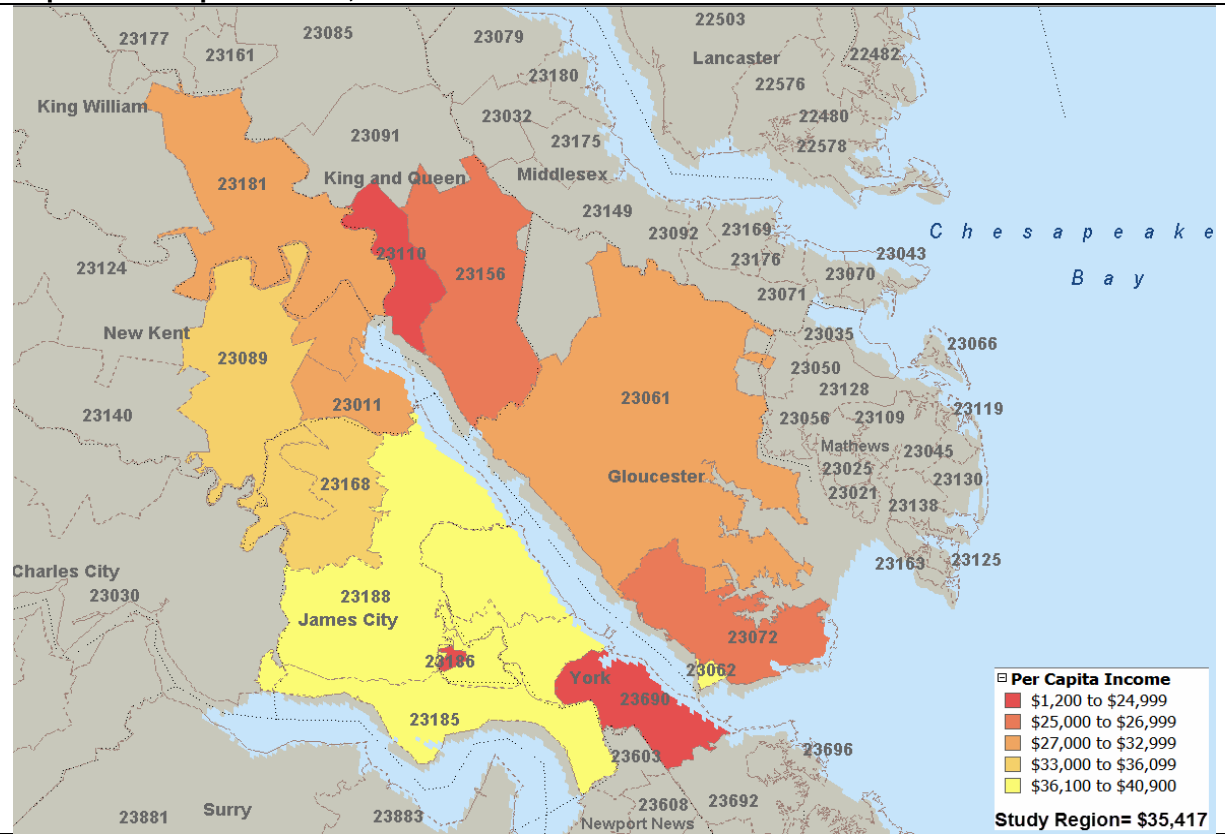 22503
23085
23177
23079
23161
22482
Lancaster
23180
22576
King William
23032
22480
23091
23175
22578
King and Queen
Middlesex
23181
23149
23169
23092
C h e s a p e a k e
23110
23043
23176
23124
23156
23070
B a y
23071
New Kent
23035
23066
23089
23050
23128
23061
23011
23119
23140
23056
23109
Mathews
23045
23025
Gloucester
23130
23168
23021
23138
23163
23125
Charles City
23030
23188
James City
23072
23186
23062
York
23690
23185
23696
23603
23608
23692
Surry
23881
23883
Newport News
Per Capita Income
$1,200 to $24,999
$25,000 to $26,999
$27,000 to $32,999
$33,000 to $36,099
$36,100 to $40,900
Study Region= $35,417